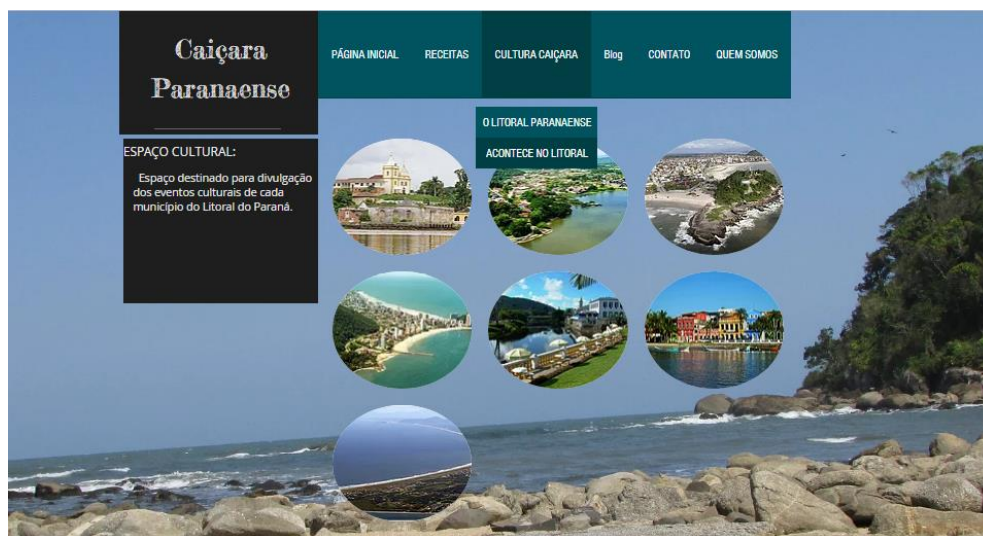 Caiçara
Paranaense
PÁGINA INICIAL
RECEITAS
CULTURA CAIÇARA
Blog
CONTATO
QUEM SOMOS
O LITORAL PARANAENSE
ACONTECE NO LITORAL
ESPAÇO CULTURAL:
Espaço destinado para divulgação
dos eventos culturais de cada
município do Litoral do Paraná.